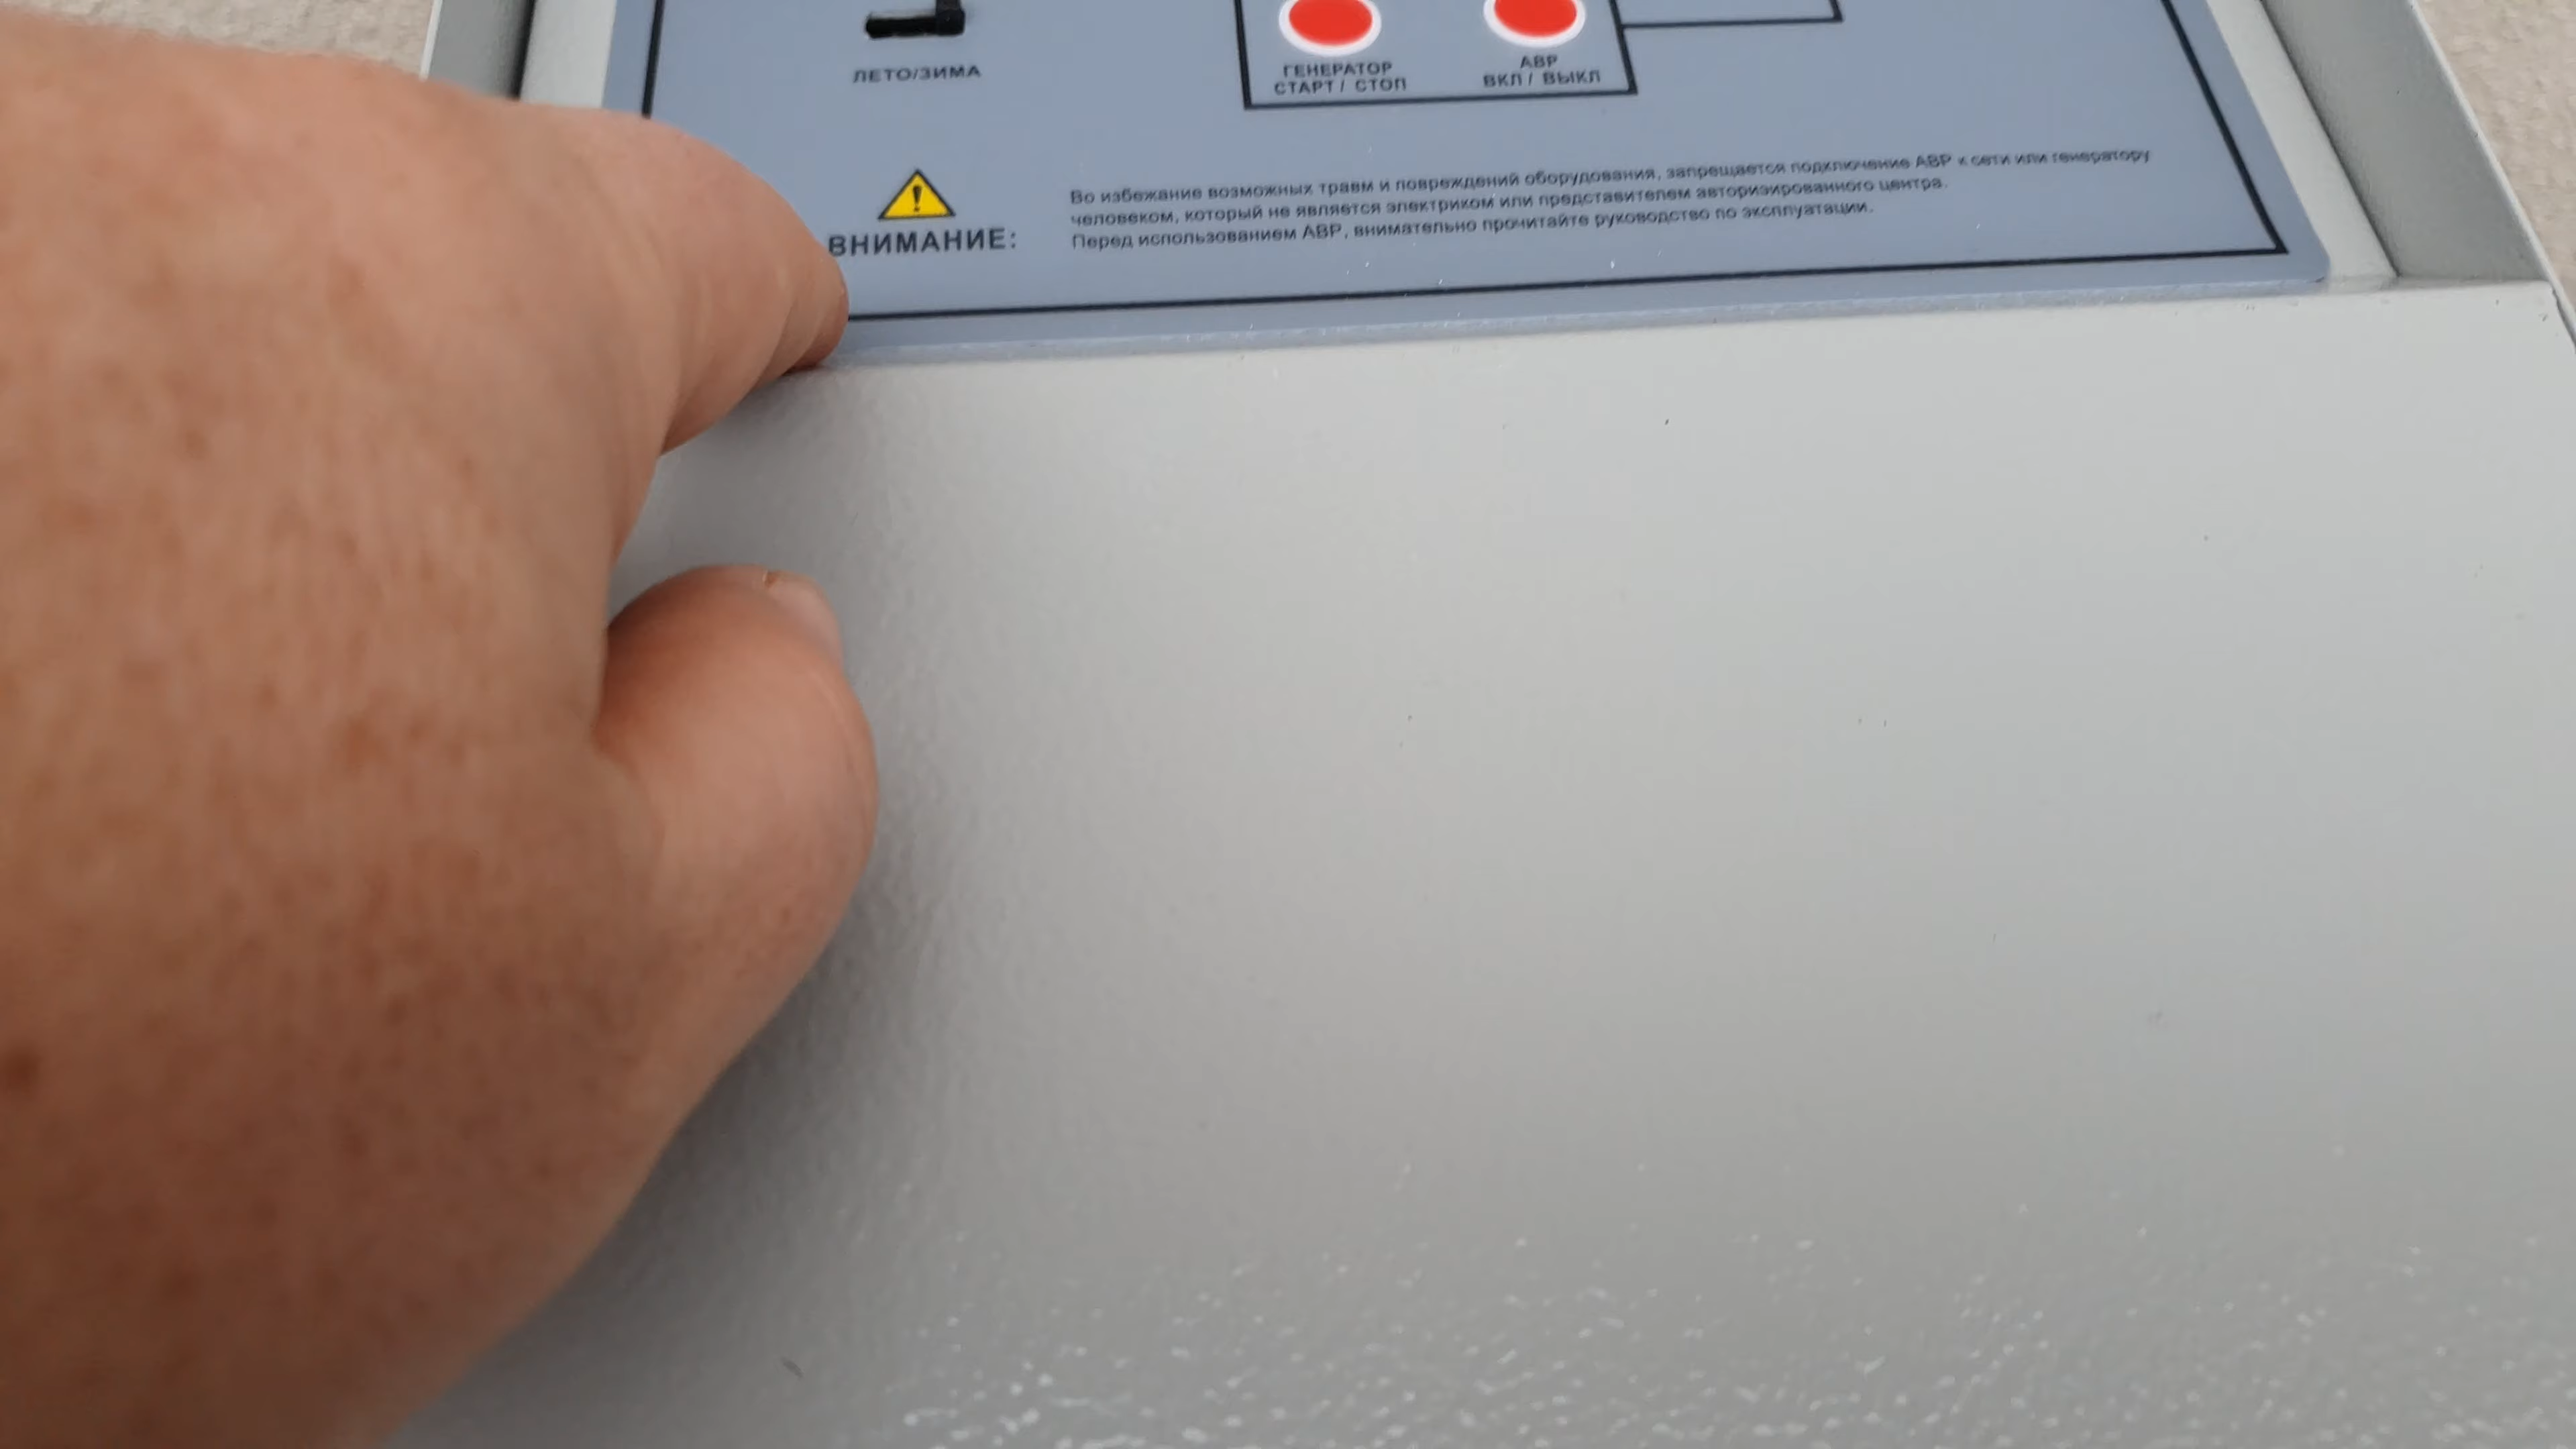 ЛЕТО/ЗИМА
ГЕНЕРАТОР
СТАРТ / СТОП
АВР
ВКЛ / ВЫКЛ
ВНИМАНИЕ:
Во избежание возможных травм и повреждений оборудования, запрещается подключение АВР к сети или генератору
человеком, который не является электриком или представителем авторизированного центра.
Перед использованием АВР, внимательно прочитайте руководство по эксплуатации.